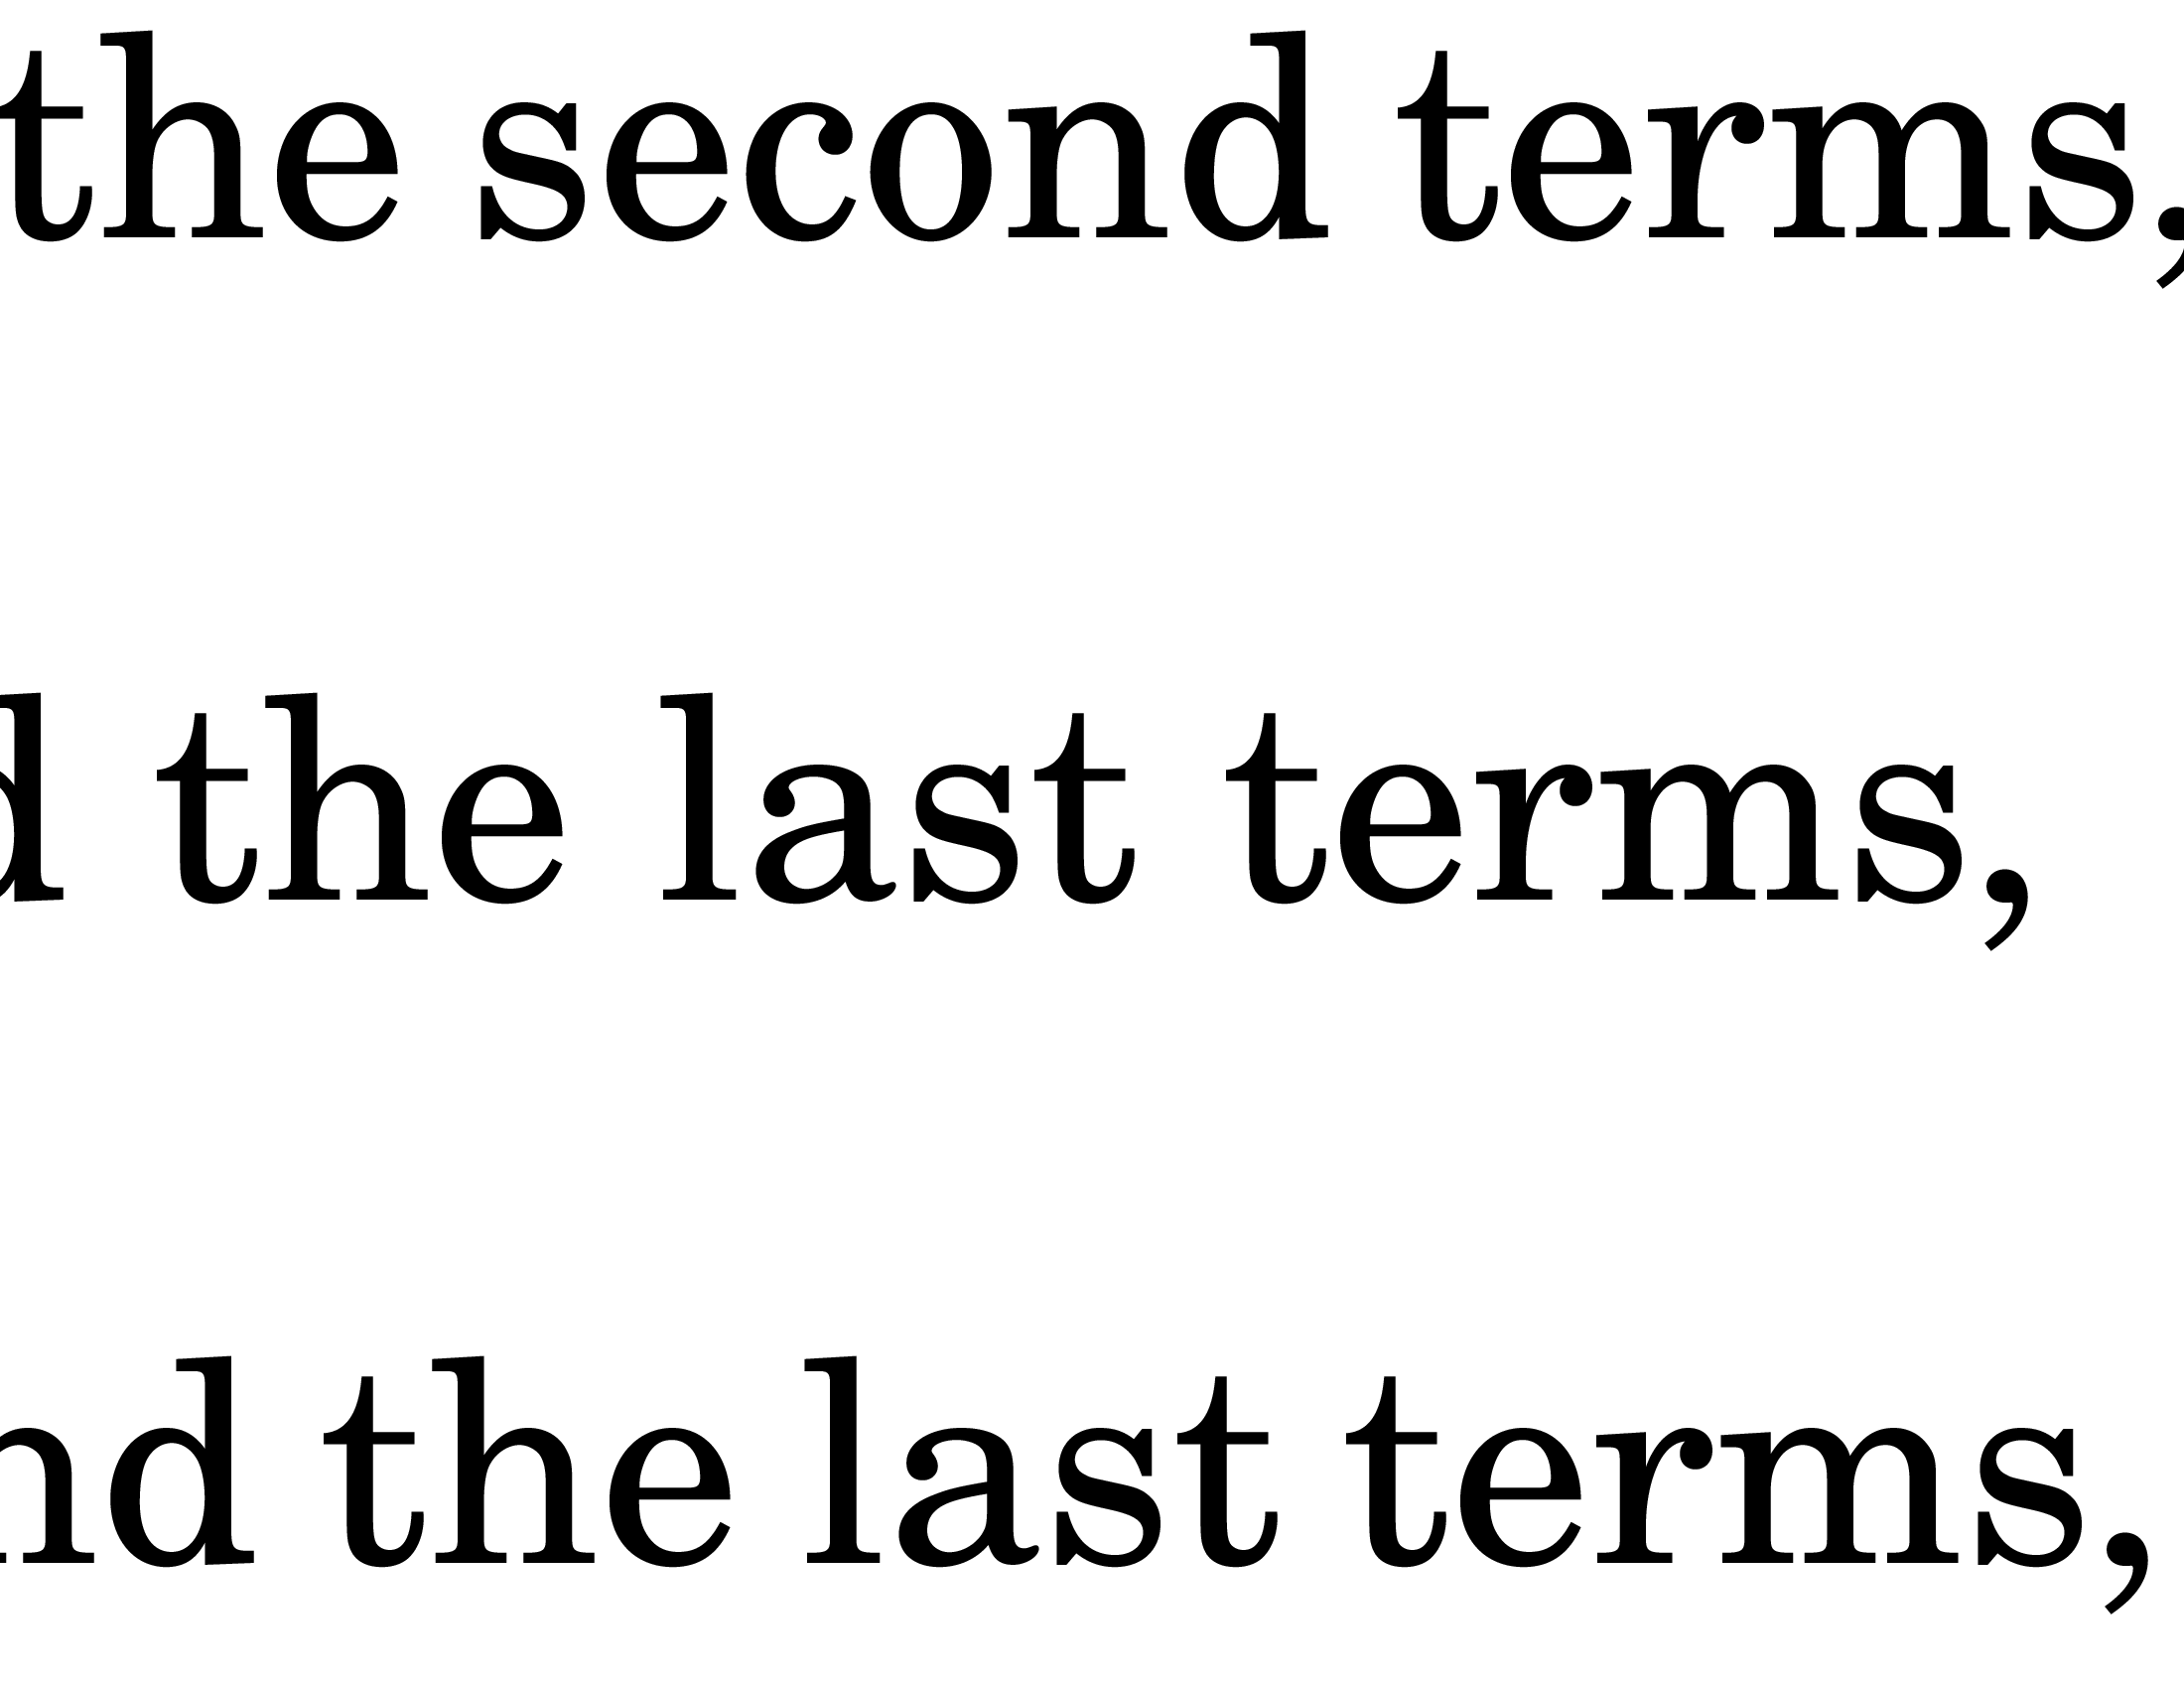 the second terms,
d the last terms,
nd the last terms,